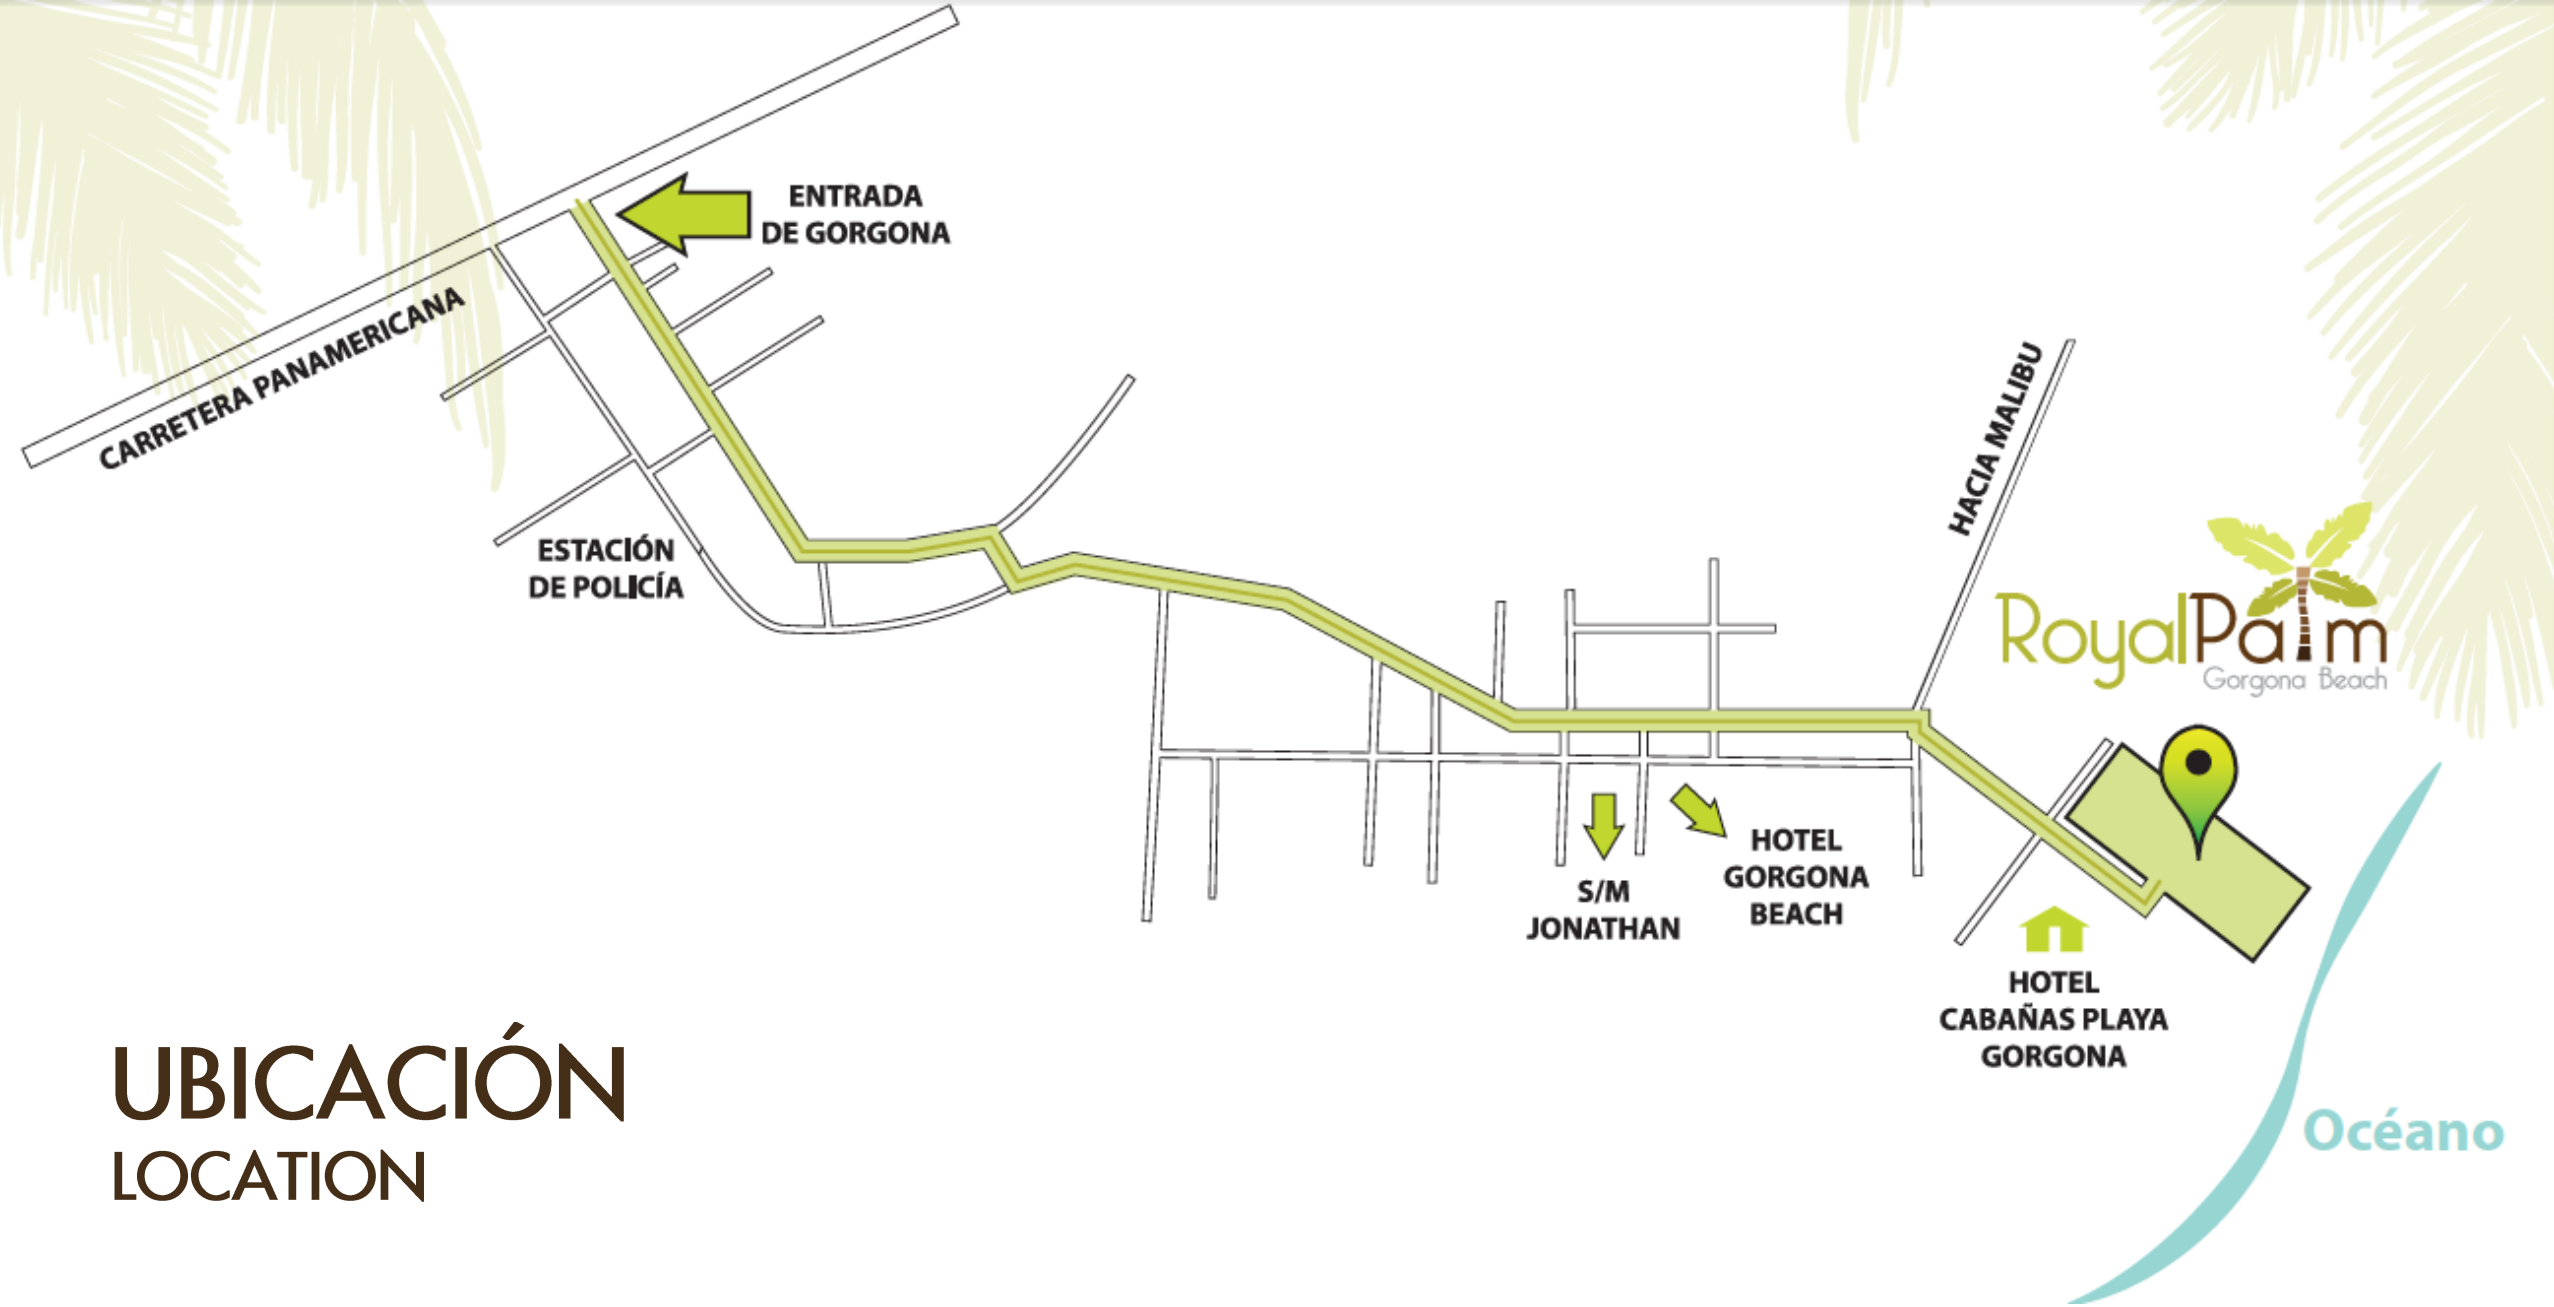 ENTRADA
DE GORGONA
CARRETERA PANAMERICANA
HACIA MALIBU
ESTACIÓN
DE POLICÍA
RoyalPalm
Gorgona Beach
HOTEL
GORGONA
BEACH
S/M
JONATHAN
HOTEL
CABAÑAS PLAYA
GORGONA
UBICACIÓN
LOCATION
Océano